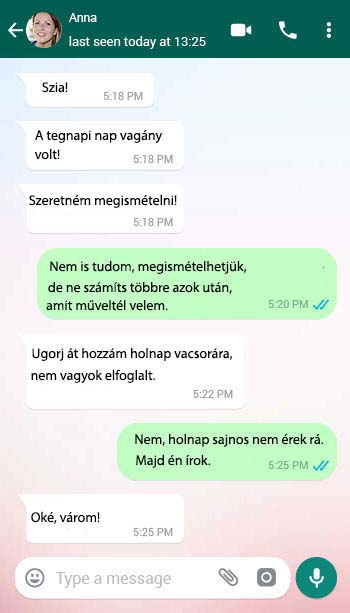 Anna
last seen today at 13:25
Szia!
5:18 PM
A tegnapi nap vagány
volt!
5:18 PM
Szeretném megismételni!
5:18 PM
Nem is tudom, megismételhetjük,
de ne számíts többre azok után,
amit műveltél velem.
5:20 PM
Ugorj át hozzám holnap vacsorára,
nem vagyok elfoglalt.
5:22 PM
Nem, holnap sajnos nem érek rá.
Majd én írok.
5:25 PM
Oké, várom!
5:25 PM
Type a message